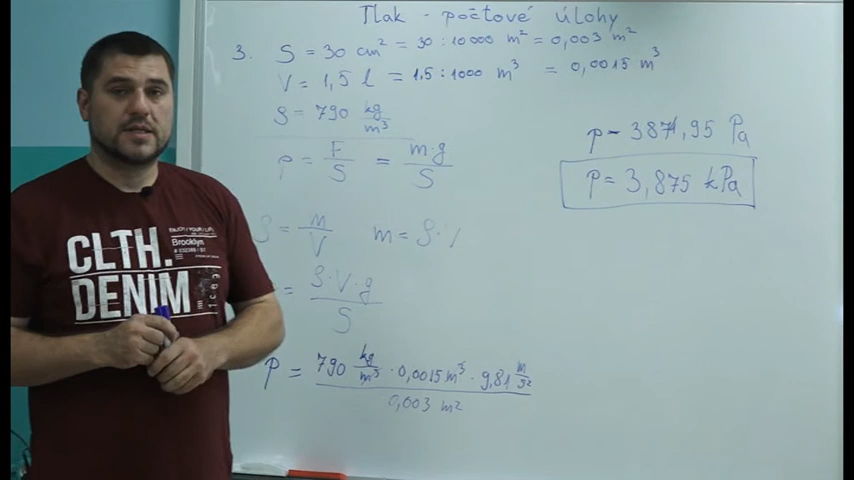 Tlak - počtové úlohy
3. S = 30 cm² = 30 : 10 000 m² = 0,003 m²
V = 1,5 l = 1,5 : 1000 m³ = 0,0015 m³
ρ = 790 kg/m³
p = F/S = m·g/S
ρ = m/V m = ρ·V
= ρ·V·g/S
p = 790 kg/m³ · 0,0015 m³ · 9,81 m/s² / 0,003 m²
p = 3874,95 Pa
p = 3,875 kPa
CLTH.
DENIM
Brooklyn